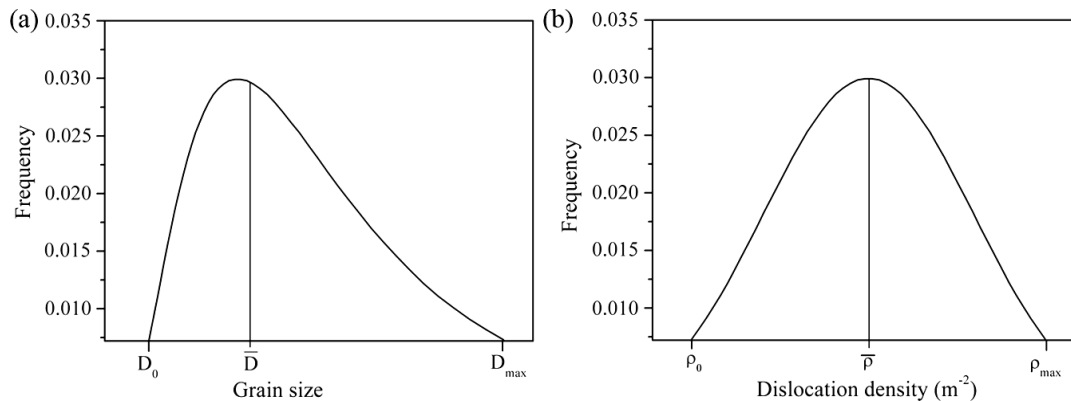 (a)
0.035
0.030
0.025
0.020
0.015
0.010
Frequency
D₀
D̅
Dₘₐₓ
Grain size
(b)
0.035
0.030
0.025
0.020
0.015
0.010
Frequency
ρ₀
ρ̅
ρₘₐₓ
Dislocation density (m⁻²)